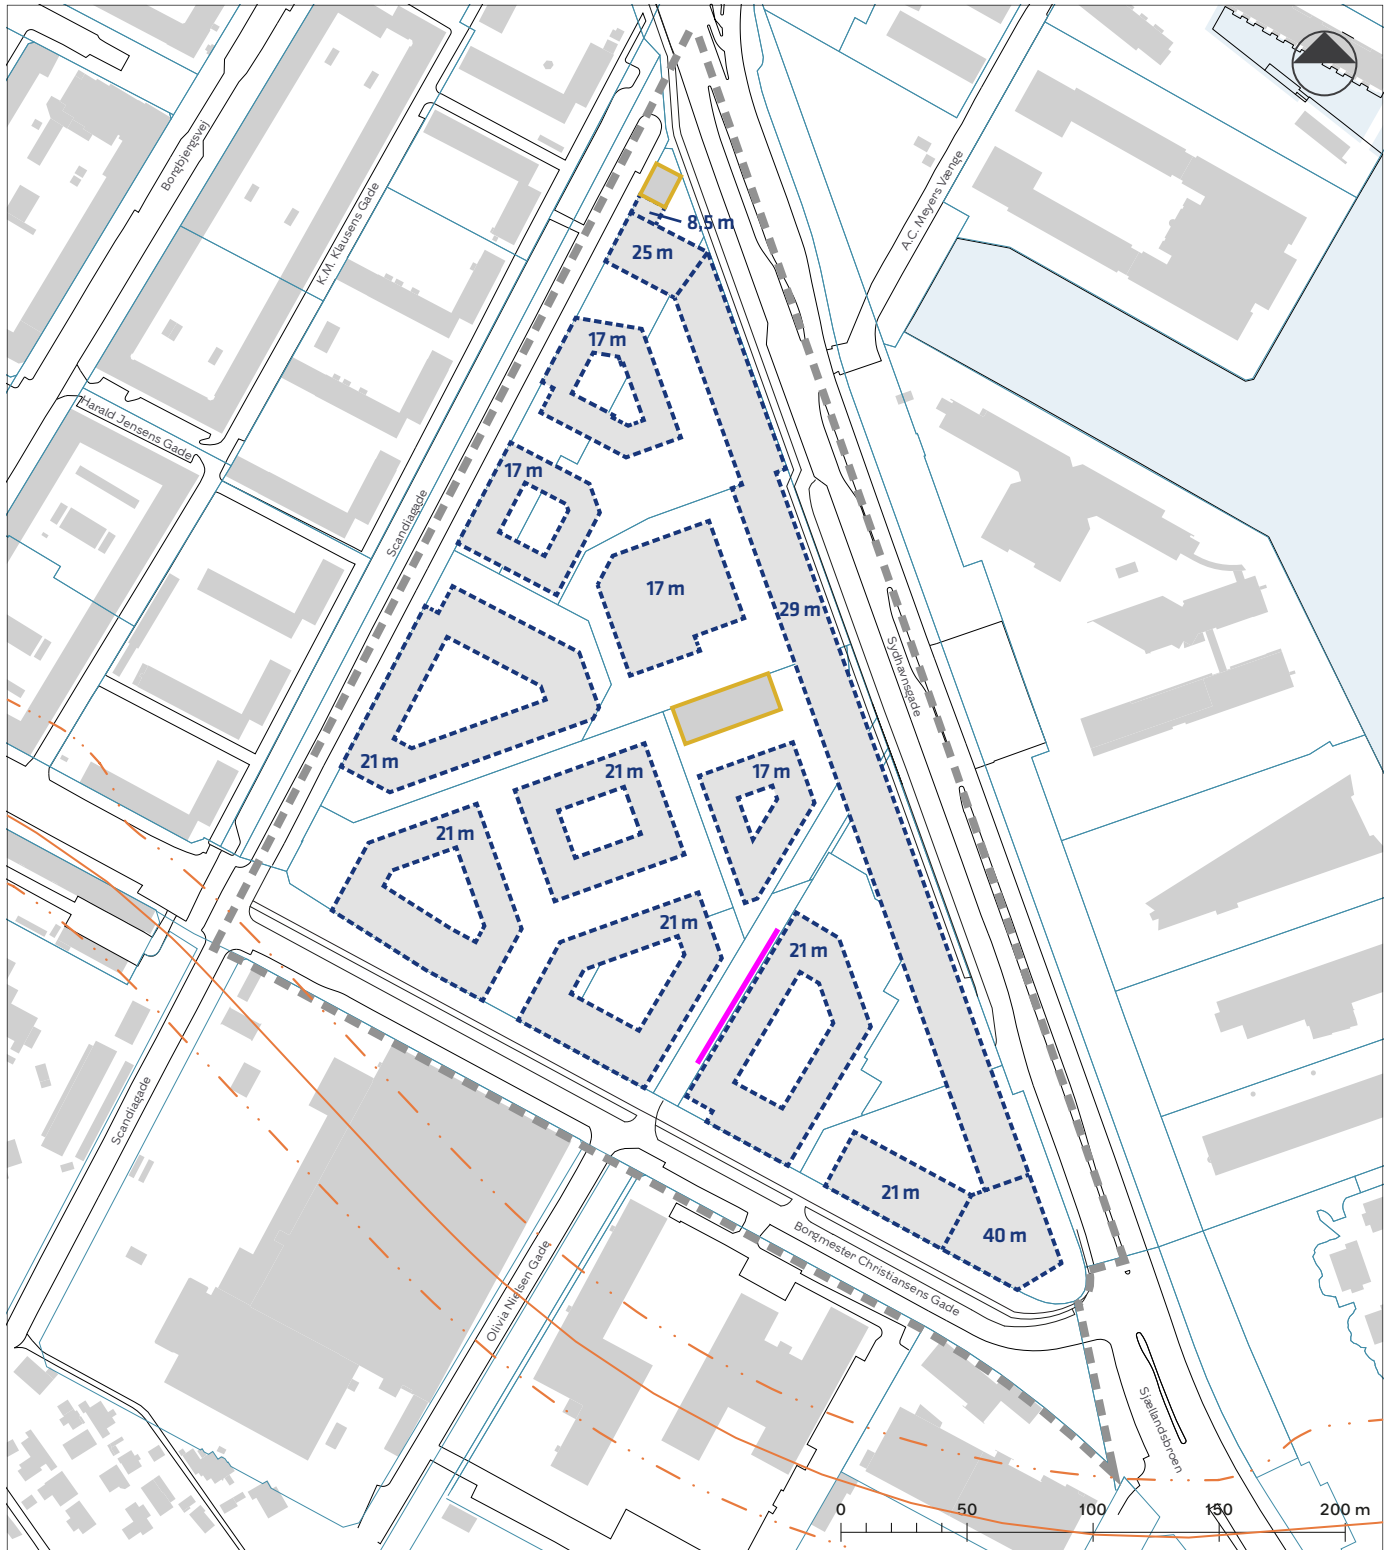 Borgbjergsvej
K.M. Klausens Gade
A.C. Meyers Vænge
8,5 m
25 m
17 m
Harald Jensens Gade
17 m
Scandiagade
17 m
29 m
Sydhavnsgade
21 m
21 m
17 m
21 m
21 m
21 m
Scandiagade
21 m
40 m
Borgmester Christiansens Gade
Olivia Nielsen Gade
Sjællandsbroen
0 50 100 150 200 m